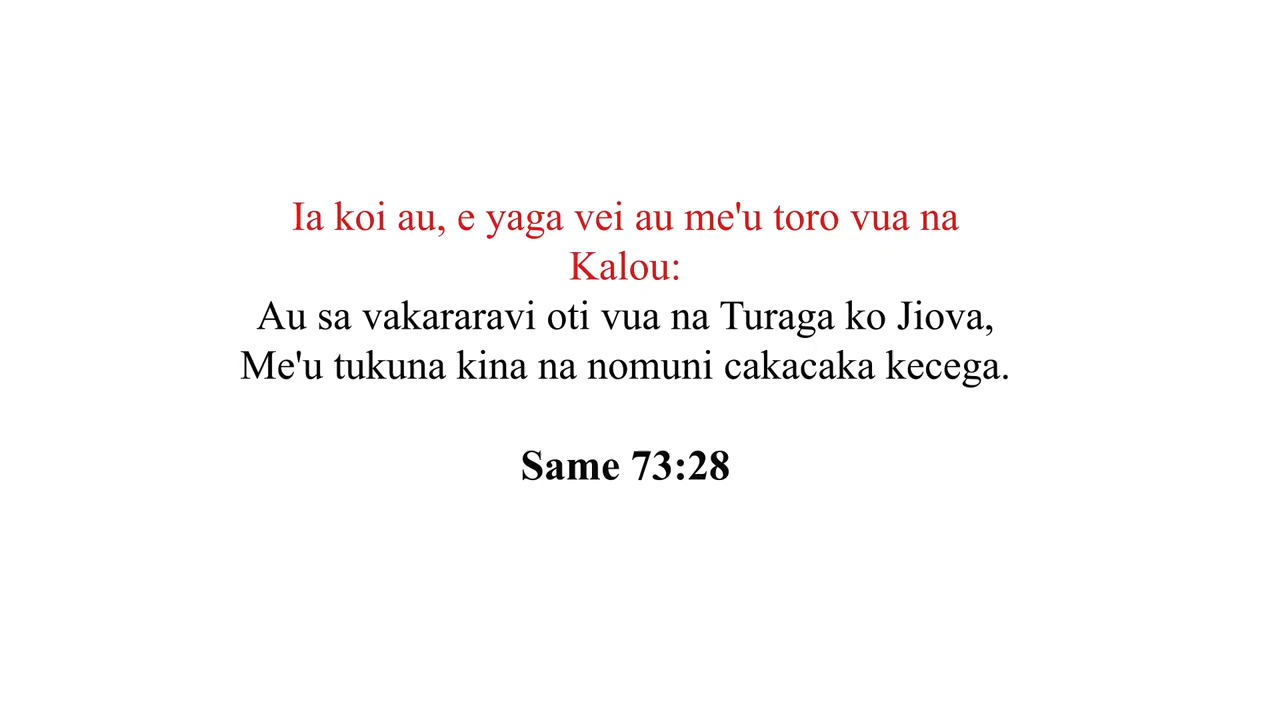 Ia koi au, e yaga vei au me'u toro vua na
Kalou:
Au sa vakararavi oti vua na Turaga ko Jiova,
Me'u tukuna kina na nomuni cakacaka kecega.
Same 73:28